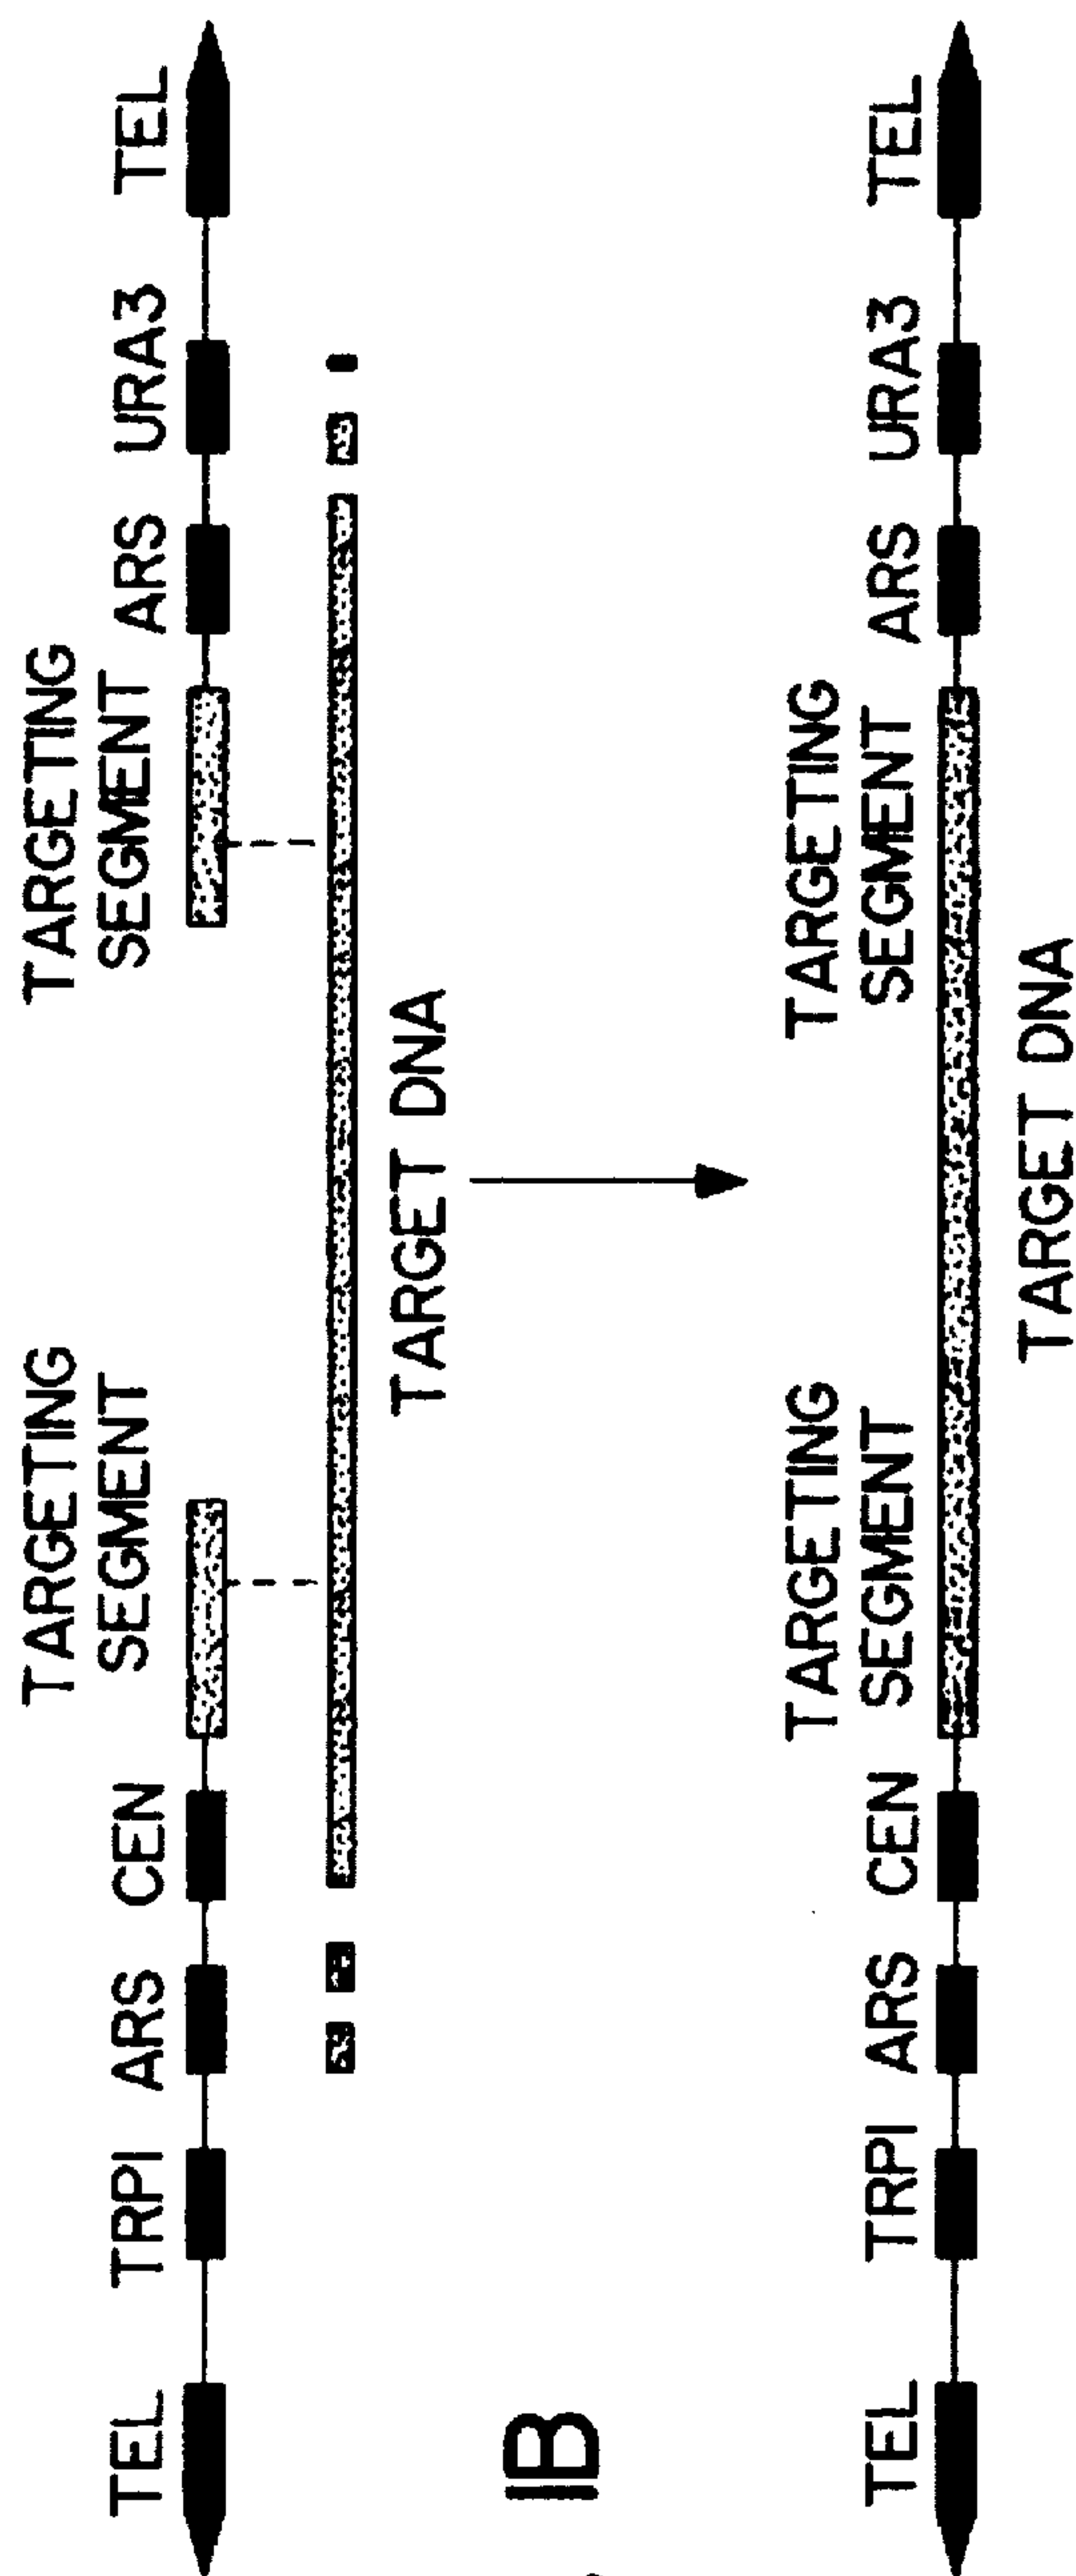 TARGETING TARGETING
TEL TRPI ARS CEN SEGMENT SEGMENT ARS URA3 TEL
TARGET DNA
IB
TARGETING TARGETING
TEL TRPI ARS CEN SEGMENT SEGMENT ARS URA3 TEL
TARGET DNA